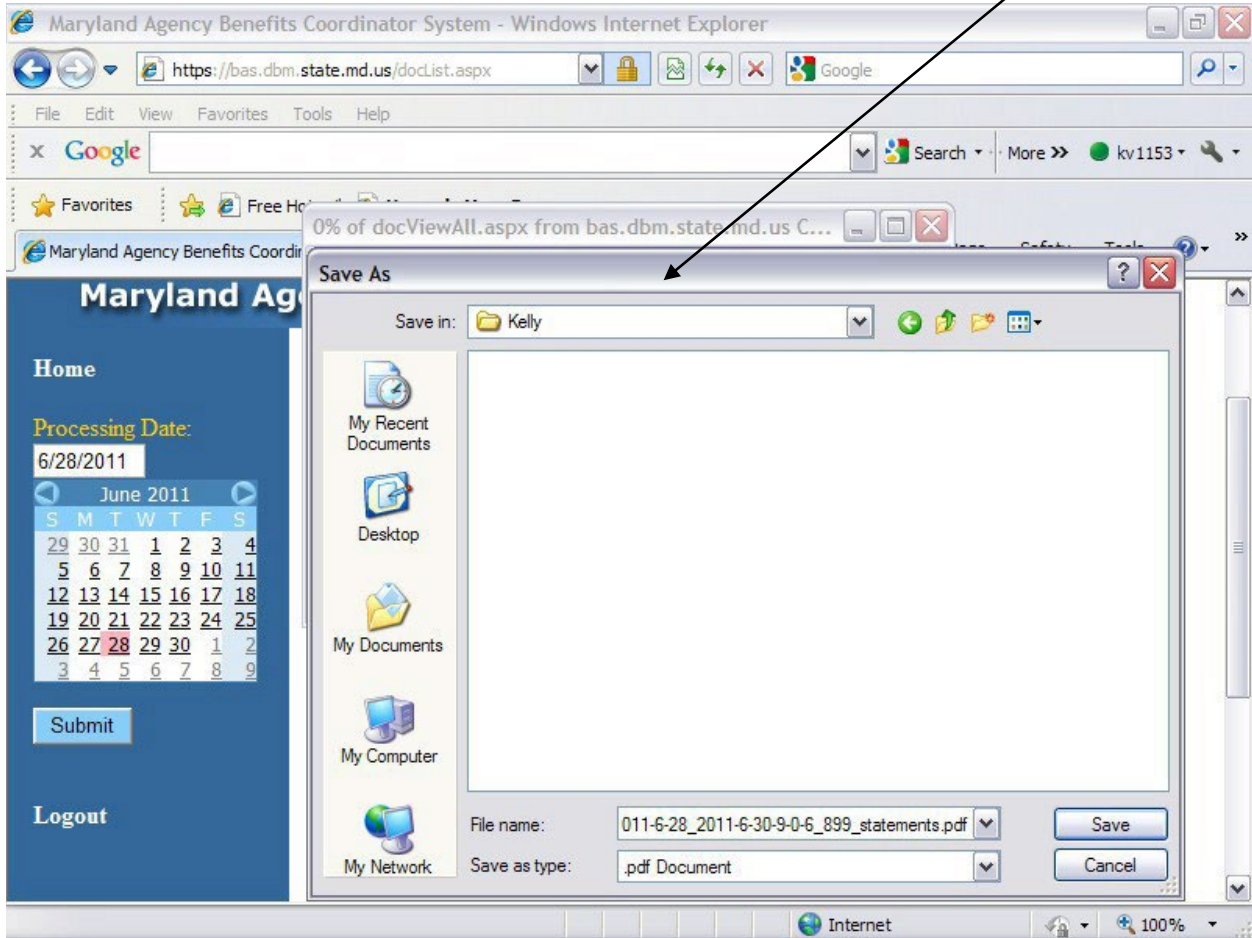 Maryland Agency Benefits Coordinator System - Windows Internet Explorer
https://bas.dbm.state.md.us/docList.aspx
Google
File Edit View Favorites Tools Help
x Google Search More >> kv1153
Favorites Free
Maryland Agency Benefits Coordin
0% of docViewAll.aspx from bas.dbm.state.md.us C...
Safety Tools >>
Maryland Ag
Save As
Save in: Kelly
My Recent Documents
Desktop
My Documents
My Computer
My Network
File name: 011-6-28_2011-6-30-9-0-6_899_statements.pdf
Save
Save as type: .pdf Document
Cancel
Home
Processing Date:
6/28/2011
June 2011
S M T W T F S
29 30 31 1 2 3 4
5 6 7 8 9 10 11
12 13 14 15 16 17 18
19 20 21 22 23 24 25
26 27 28 29 30 1 2
3 4 5 6 7 8 9
Submit
Logout
Internet
100%